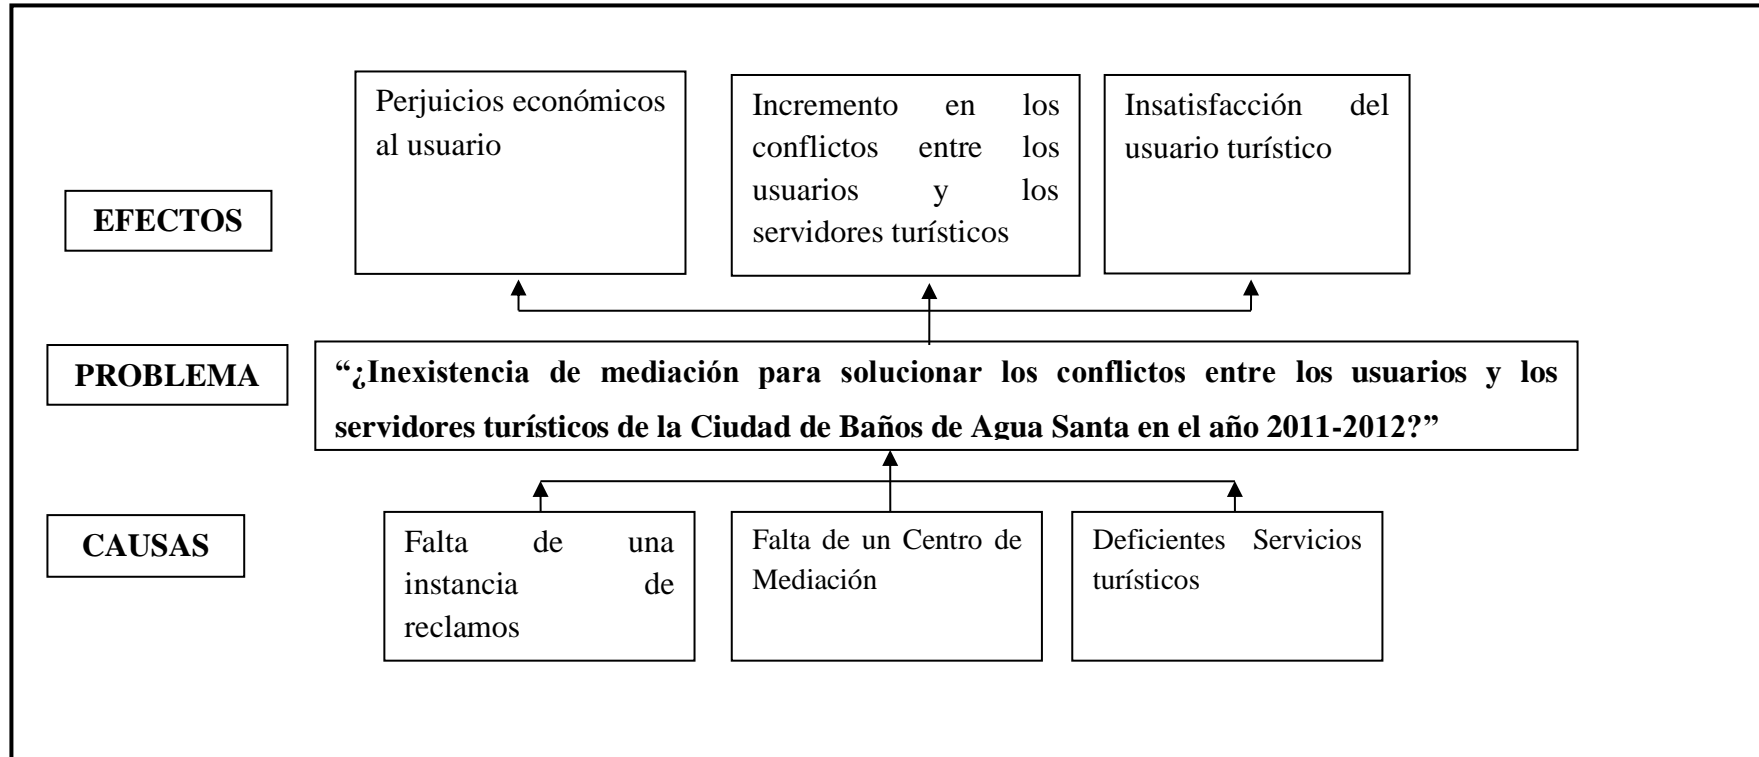 Perjuicios económicos
al usuario
Incremento en los
conflictos entre los
usuarios y los
servidores turísticos
Insatisfacción del
usuario turístico
EFECTOS
PROBLEMA
“¿Inexistencia de mediación para solucionar los conflictos entre los usuarios y los
servidores turísticos de la Ciudad de Baños de Agua Santa en el año 2011-2012?”
CAUSAS
Falta de una
instancia de
reclamos
Falta de un Centro de
Mediación
Deficientes Servicios
turísticos